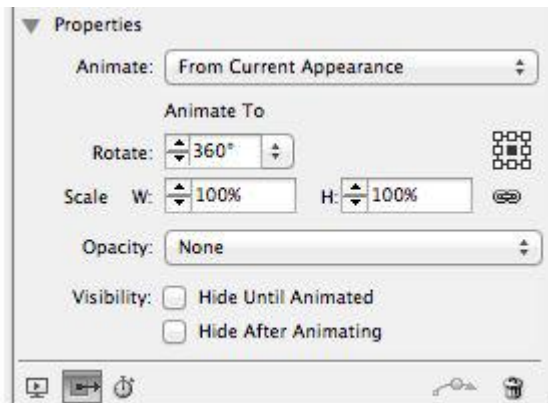 Properties
Animate: From Current Appearance
Animate To
Rotate: 360°
Scale W: 100% H: 100%
Opacity: None
Visibility: Hide Until Animated
Hide After Animating